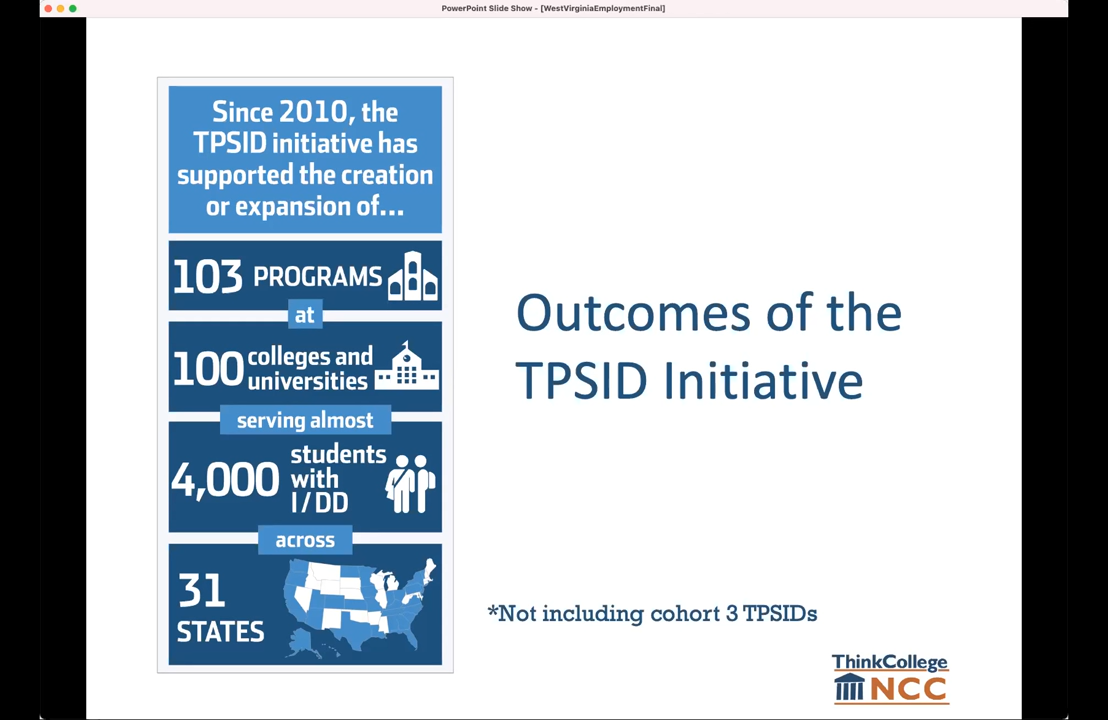 PowerPoint Slide Show - [WestVirginiaEmploymentFinal]
Since 2010, the
TPSID initiative has
supported the creation
or expansion of...
103 PROGRAMS
at
100 colleges and
universities
serving almost
4,000 students
with
I/DD
across
31
STATES
Outcomes of the
TPSID Initiative
*Not including cohort 3 TPSIDs
ThinkCollege
NCC